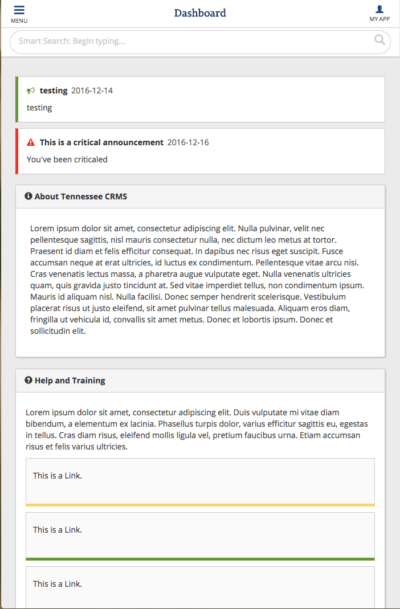 Dashboard
MENU
MY APP
Smart Search: Begin typing...
testing 2016-12-14
testing
This is a critical announcement 2016-12-16
You've been criticaled
About Tennessee CRMS
Lorem ipsum dolor sit amet, consectetur adipiscing elit. Nulla pulvinar, velit nec
pellentesque sagittis, nisl mauris consectetur nulla, nec dictum leo metus at tortor.
Praesent id diam et felis efficitur consequat. In dapibus nec risus eget suscipit. Fusce
accumsan neque at erat ultricies, id luctus ex condimentum. Pellentesque vitae arcu nisi.
Cras venenatis lectus massa, a pharetra augue vulputate eget. Nulla venenatis ultricies
quam, quis gravida justo tincidunt at. Sed vitae imperdiet tellus, non condimentum ipsum.
Mauris id aliquam nisl. Nulla facilisi. Donec semper hendrerit scelerisque. Vestibulum
placerat risus ut justo eleifend, sit amet pulvinar tellus malesuada. Aliquam eros diam,
fringilla ut vehicula id, convallis sit amet metus. Donec et lobortis ipsum. Donec et
sollicitudin elit.
Help and Training
Lorem ipsum dolor sit amet, consectetur adipiscing elit. Duis vulputate mi vitae diam
bibendum, a elementum ex lacinia. Phasellus turpis dolor, varius efficitur sagittis eu, egestas
in tellus. Cras diam risus, eleifend mollis ligula vel, pretium faucibus urna. Etiam accumsan
risus et felis varius ultricies.
This is a Link.
This is a Link.
This is a Link.